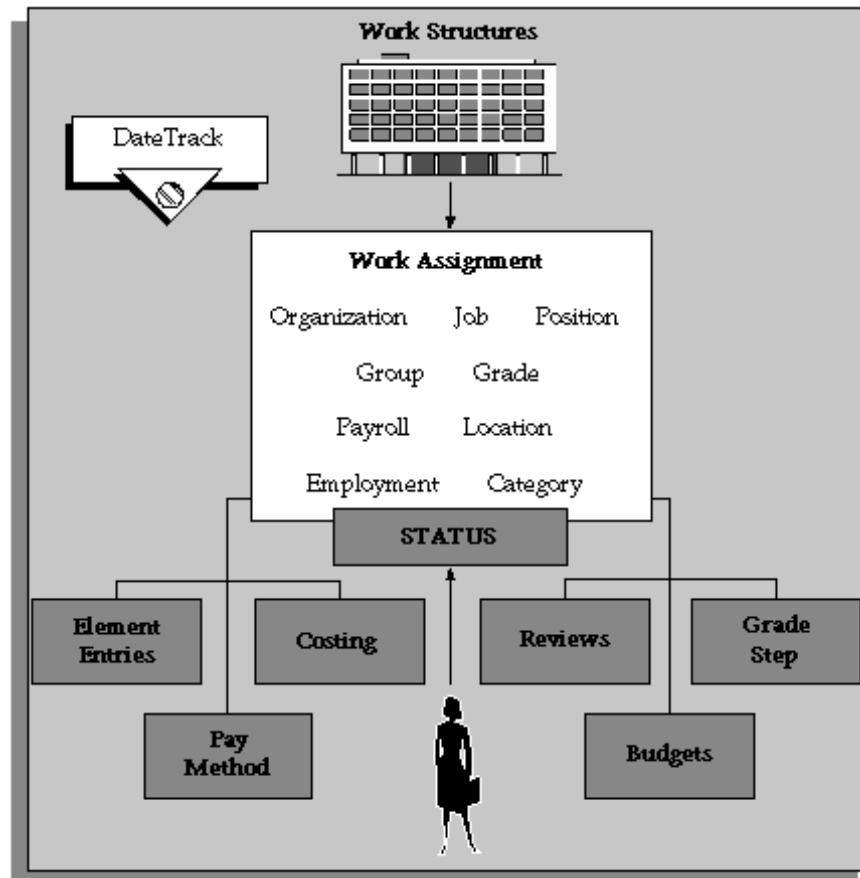 Work Structures
DateTrack
Work Assignment
Organization Job Position
Group Grade
Payroll Location
Employment Category
STATUS
Element
Entries
Costing
Reviews
Grade
Step
Pay
Method
Budgets